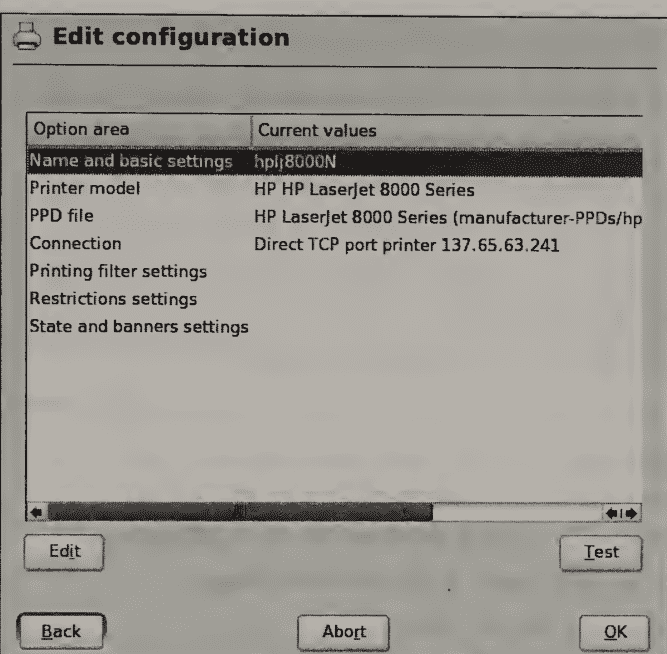 Edit configuration
Option area Current values
Name and basic settings hplj8000N
Printer model HP HP LaserJet 8000 Series
PPD file HP LaserJet 8000 Series (manufacturer-PPDs/hp
Connection Direct TCP port printer 137.65.63.241
Printing filter settings
Restrictions settings
State and banners settings
Edit Test
Back Abort OK